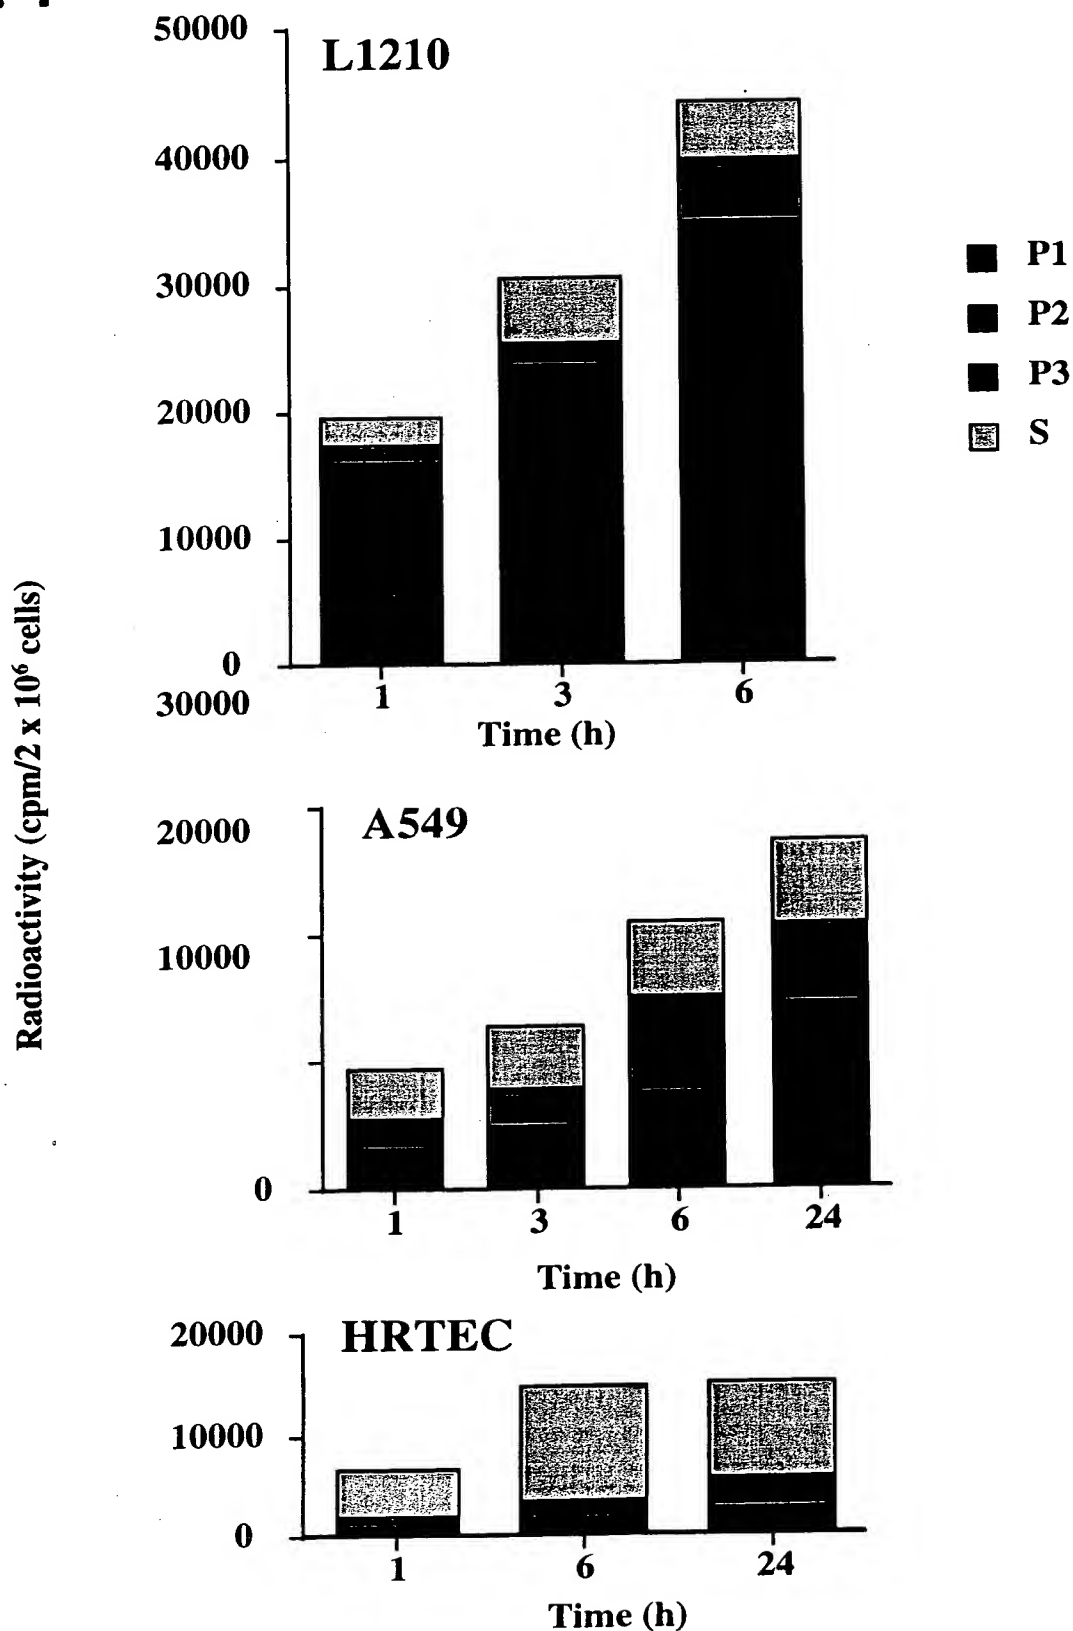 50000
L1210
40000
30000
20000
10000
0
1 3 6
Time (h)
P1
P2
P3
S
Radioactivity (cpm/2 x 10⁶ cells)
30000
A549
20000
10000
0
1 3 6 24
Time (h)
HRTEC
20000
10000
0
1 6 24
Time (h)